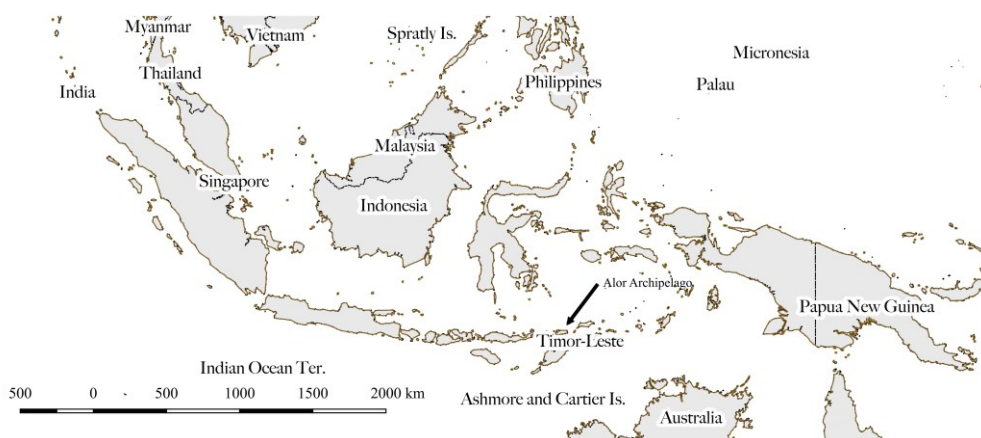 Myanmar
Vietnam
Spratly Is.
Micronesia
Thailand
Philippines
Palau
India
Malaysia
Singapore
Indonesia
Alor Archipelago
Papua New Guinea
Timor-Leste
Indian Ocean Ter.
500 0 500 1000 1500 2000 km
Ashmore and Cartier Is.
Australia